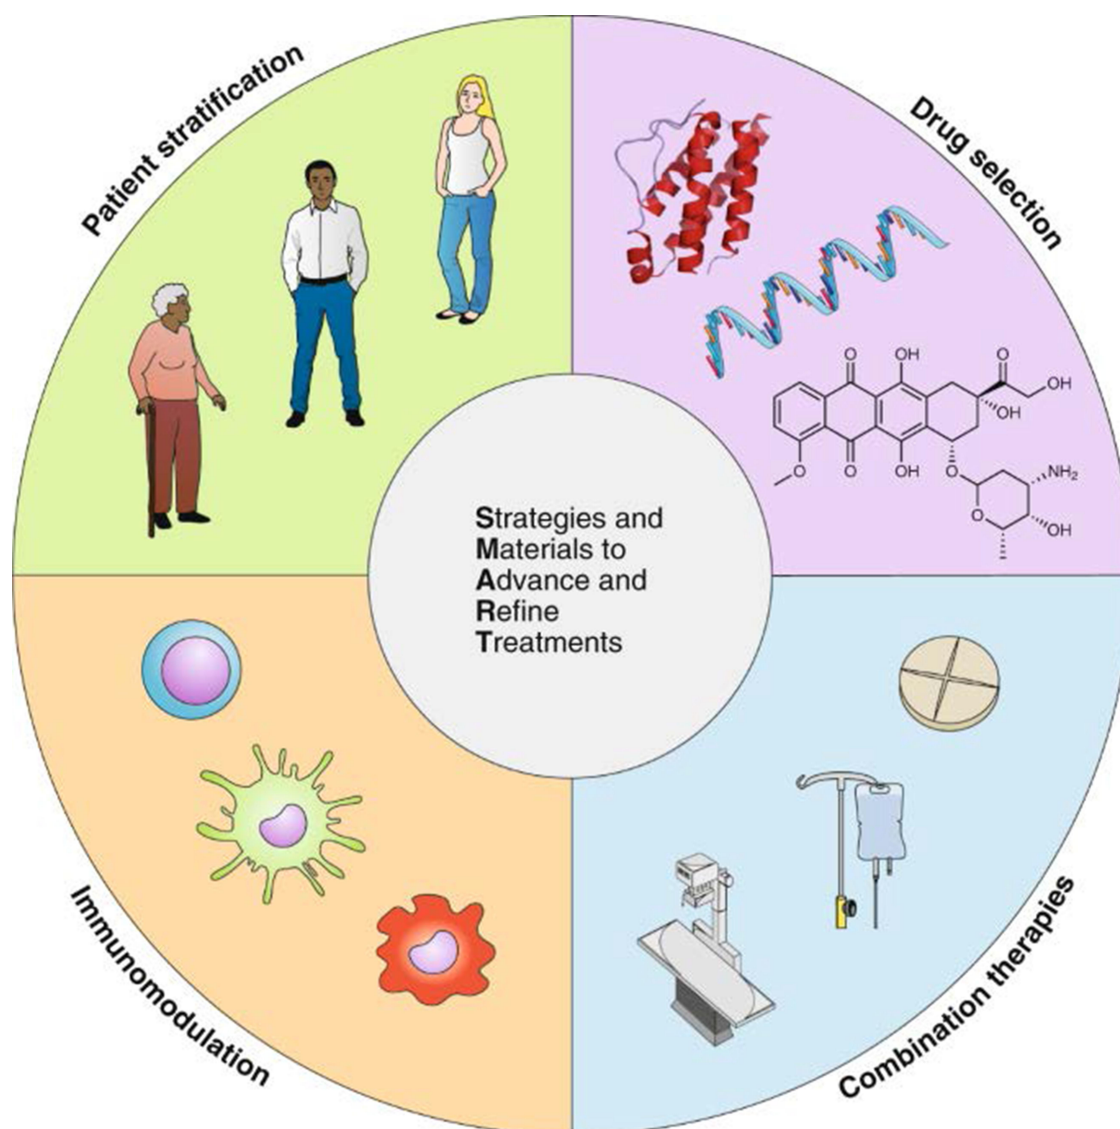 Patient stratification
Drug selection
O
OH
O
OH
OH
O
O
OH
O
NH2
O
OH
Strategies and
Materials to
Advance and
Refine
Treatments
Immunomodulation
Combination therapies